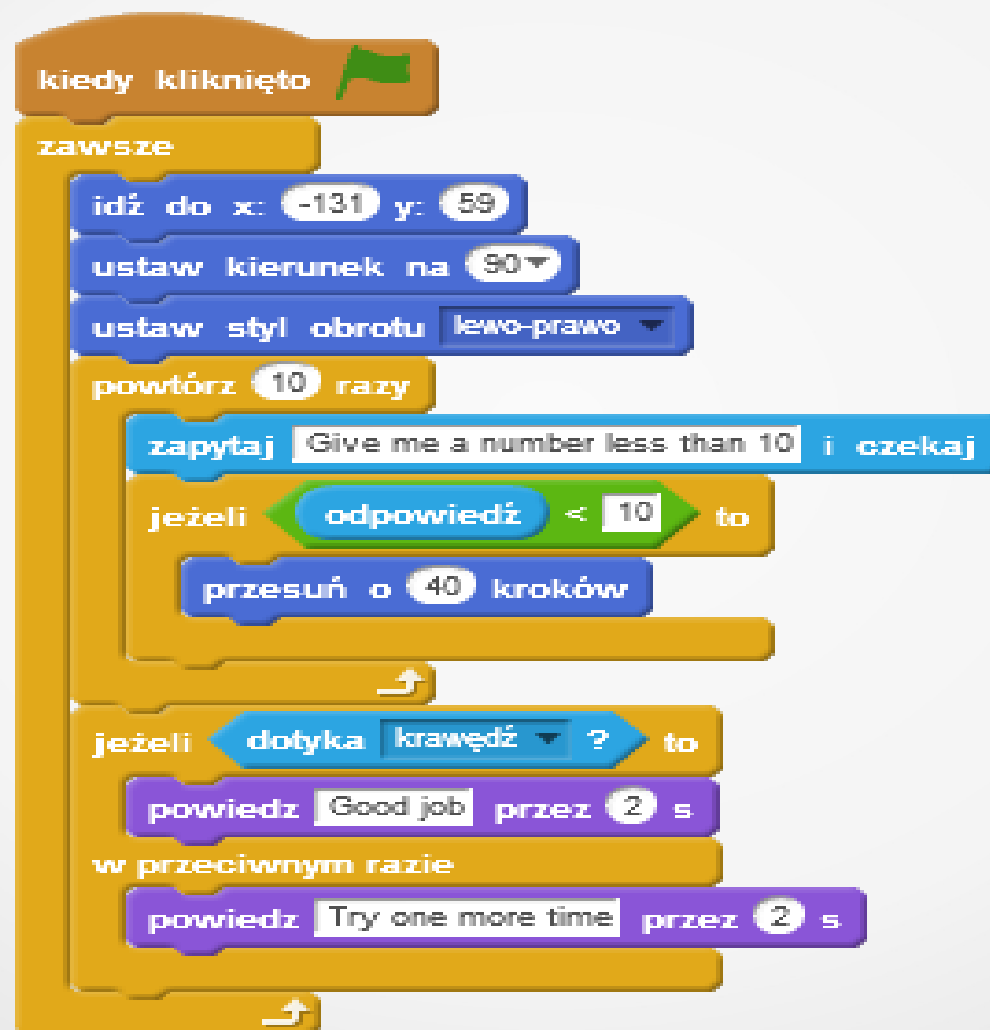 kiedy kliknięto
zawsze
idź do x: -131 y: 59
ustaw kierunek na 90
ustaw styl obrotu lewo-prawo
powtórz 10 razy
zapytaj Give me a number less than 10 i czekaj
jeżeli odpowiedź < 10 to
przesuń o 40 kroków
jeżeli dotyka krawędź ? to
powiedz Good job przez 2 s
w przeciwnym razie
powiedz Try one more time przez 2 s